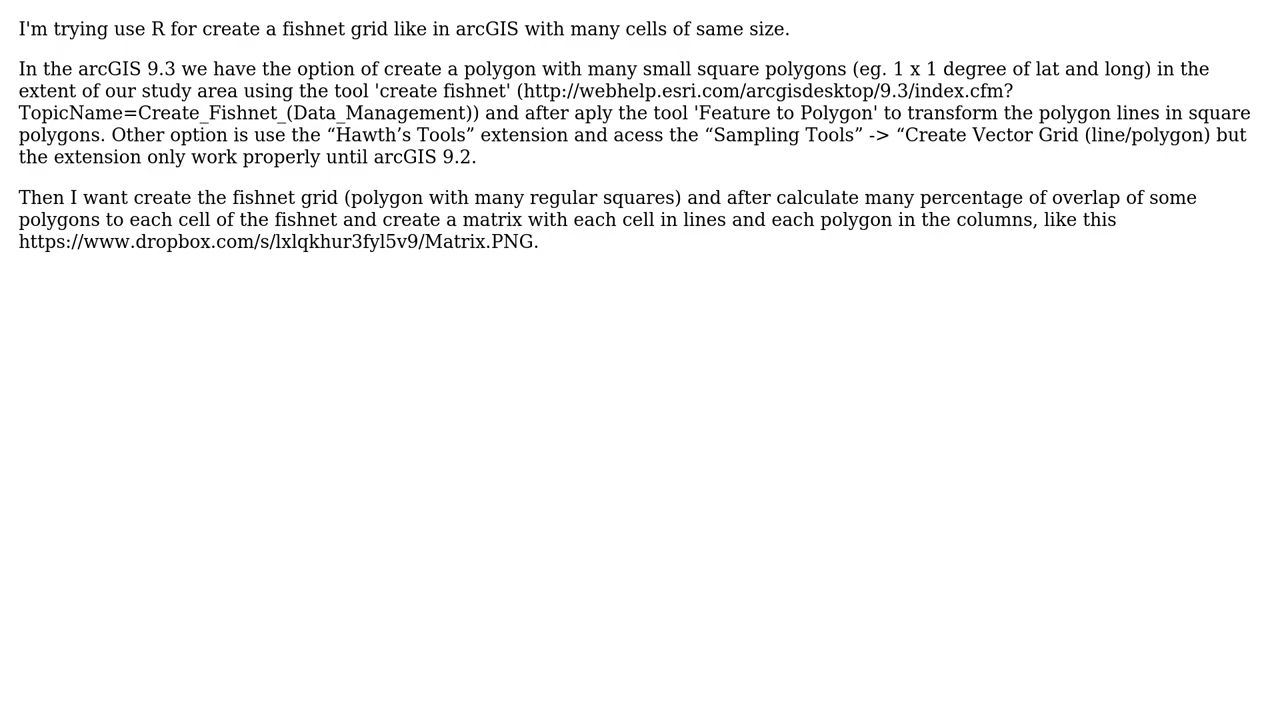 I'm trying use R for create a fishnet grid like in arcGIS with many cells of same size.
In the arcGIS 9.3 we have the option of create a polygon with many small square polygons (eg. 1 x 1 degree of lat and long) in the
extent of our study area using the tool 'create fishnet' (http://webhelp.esri.com/arcgisdesktop/9.3/index.cfm?
TopicName=Create_Fishnet_(Data_Management)) and after aply the tool 'Feature to Polygon' to transform the polygon lines in square
polygons. Other option is use the “Hawth’s Tools” extension and acess the “Sampling Tools” -> “Create Vector Grid (line/polygon) but
the extension only work properly until arcGIS 9.2.
Then I want create the fishnet grid (polygon with many regular squares) and after calculate many percentage of overlap of some
polygons to each cell of the fishnet and create a matrix with each cell in lines and each polygon in the columns, like this
https://www.dropbox.com/s/lxlqkhur3fyl5v9/Matrix.PNG.